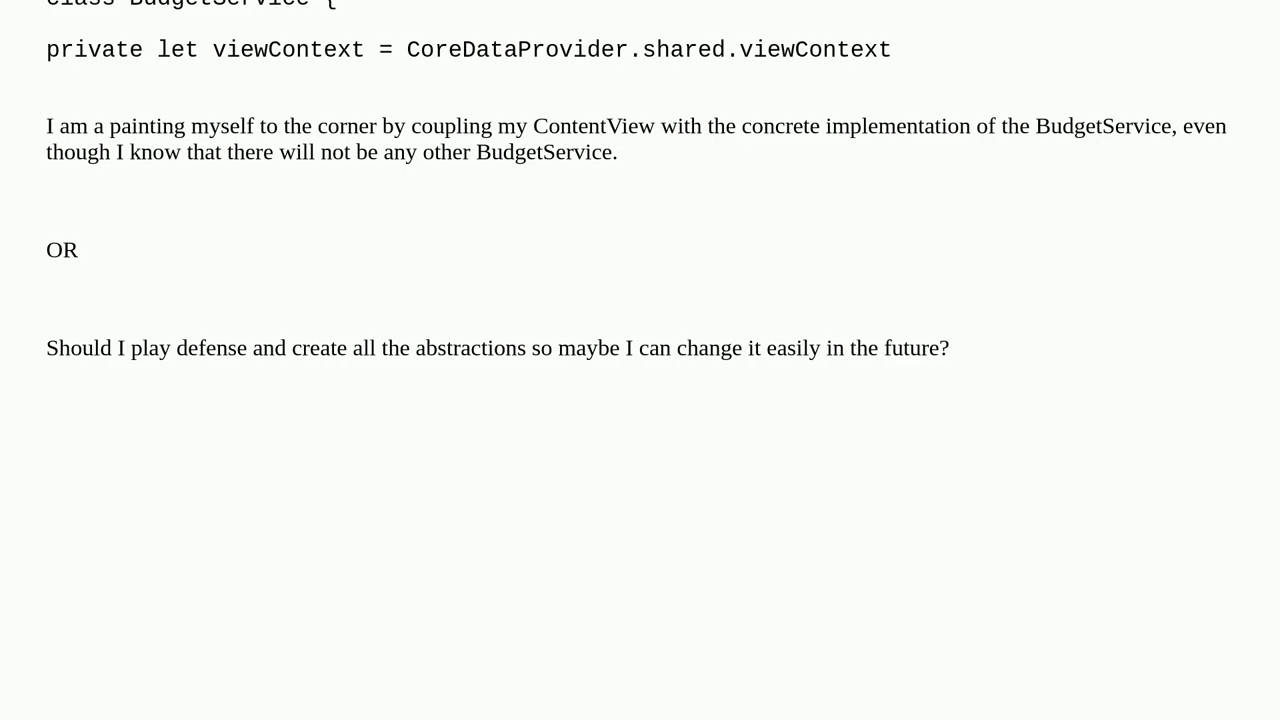 class BudgetService {
private let viewContext = CoreDataProvider.shared.viewContext
I am a painting myself to the corner by coupling my ContentView with the concrete implementation of the BudgetService, even
though I know that there will not be any other BudgetService.
OR
Should I play defense and create all the abstractions so maybe I can change it easily in the future?